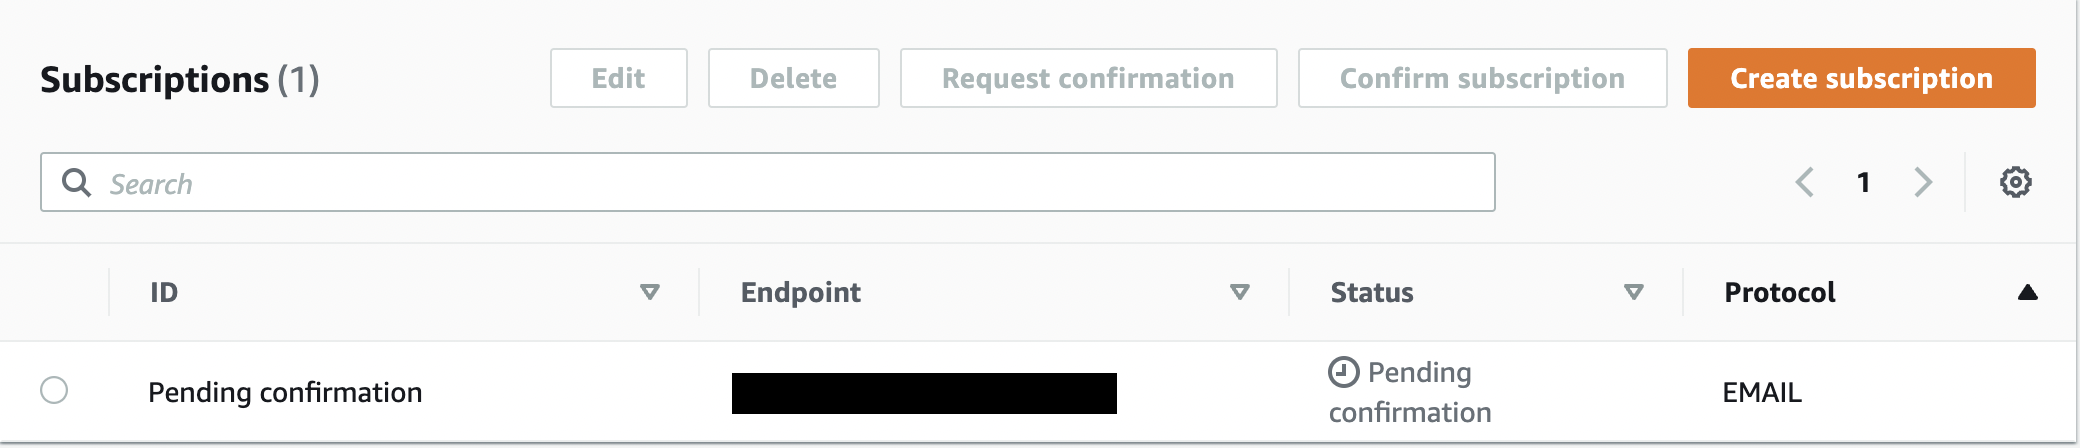 Subscriptions (1)
Edit
Delete
Request confirmation
Confirm subscription
Create subscription
Search
1
ID
Endpoint
Status
Protocol
Pending confirmation
Pending
confirmation
EMAIL